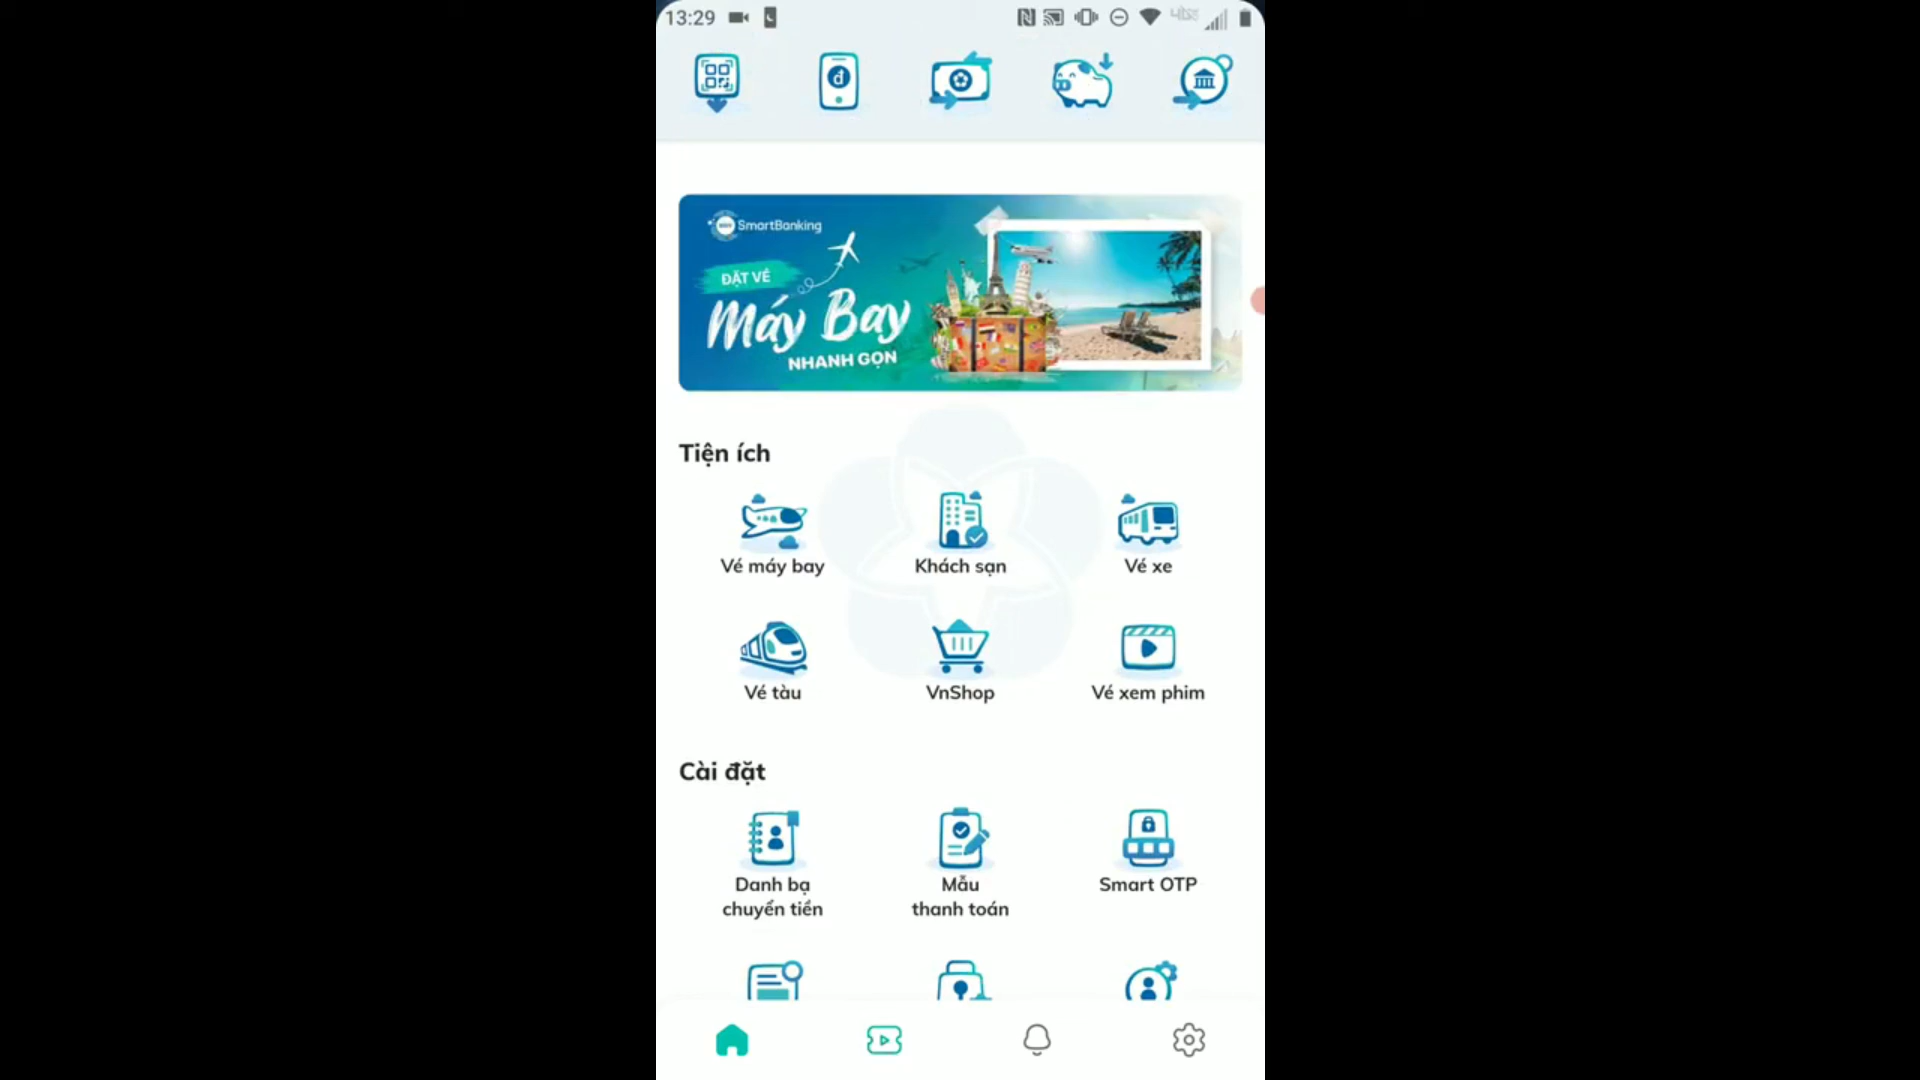 13:29
SmartBanking
ĐẶT VÉ
Máy Bay
NHANH GỌN
Tiện ích
Vé máy bay
Khách sạn
Vé xe
Vé tàu
VnShop
Vé xem phim
Cài đặt
Danh bạ
chuyển tiền
Mẫu
thanh toán
Smart OTP